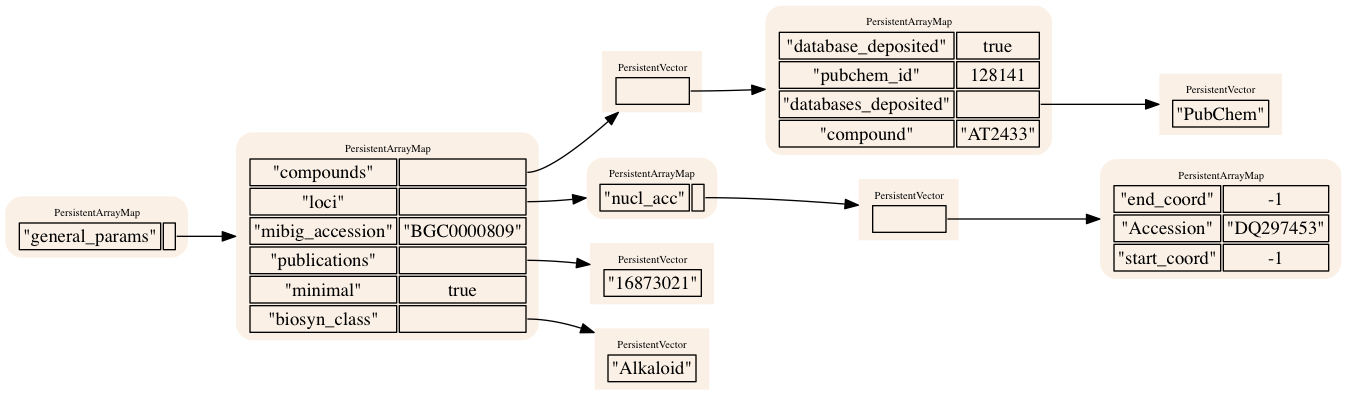 PersistentArrayMap
"general_params"
PersistentArrayMap
"compounds"
"loci"
"mibig_accession" "BGC0000809"
"publications"
"minimal" true
"biosyn_class"
PersistentVector
PersistentArrayMap
"database_deposited" true
"pubchem_id" 128141
"databases_deposited"
"compound" "AT2433"
PersistentVector
"PubChem"
PersistentArrayMap
"nucl_acc"
PersistentVector
PersistentArrayMap
"end_coord" -1
"Accession" "DQ297453"
"start_coord" -1
PersistentVector
"16873021"
PersistentVector
"Alkaloid"